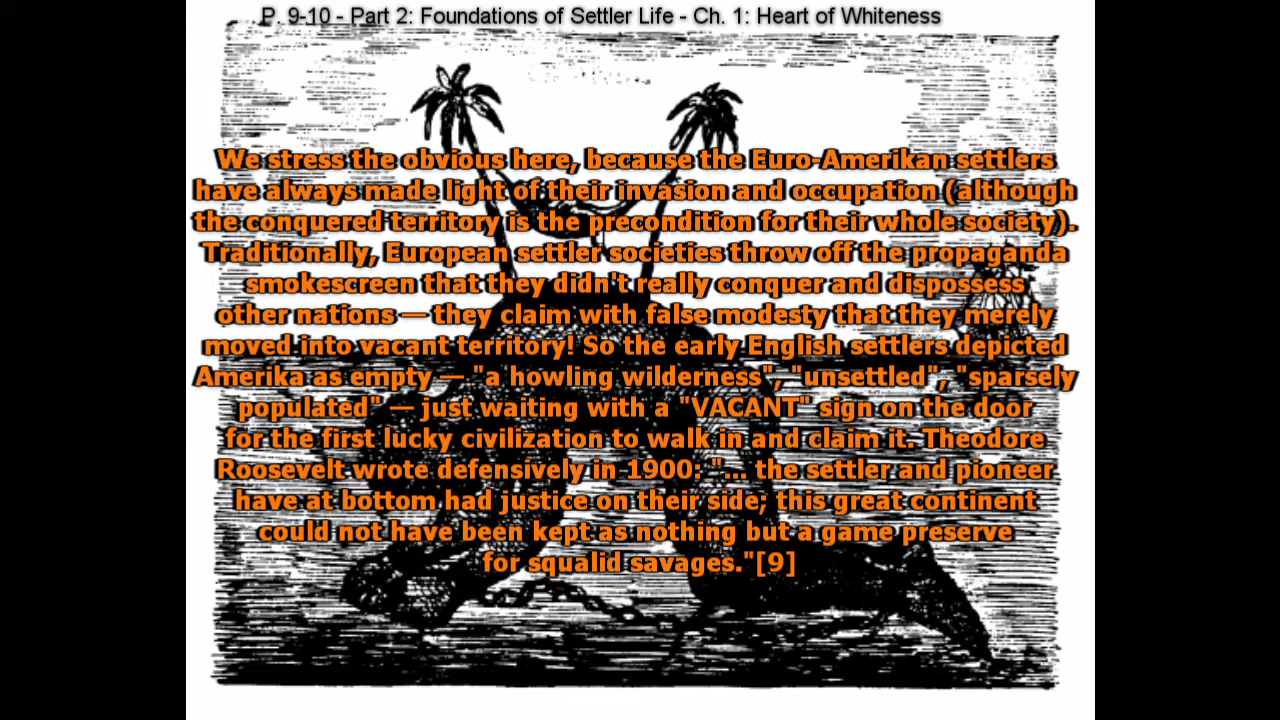 P. 9-10 - Part 2: Foundations of Settler Life - Ch. 1: Heart of Whiteness
We stress the obvious here, because the Euro-Amerikan settlers
have always made light of their invasion and occupation (although
the conquered territory is the precondition for their whole society).
Traditionally, European settler societies throw off the propaganda
smokescreen that they didn't really conquer and dispossess
other nations — they claim with false modesty that they merely
moved into vacant territory! So the early English settlers depicted
Amerika as empty — "a howling wilderness", "unsettled", "sparsely
populated" — just waiting with a "VACANT" sign on the door
for the first lucky civilization to walk in and claim it. Theodore
Roosevelt wrote defensively in 1900: "... the settler and pioneer
have at bottom had justice on their side; this great continent
could not have been kept as nothing but a game preserve
for squalid savages."[9]